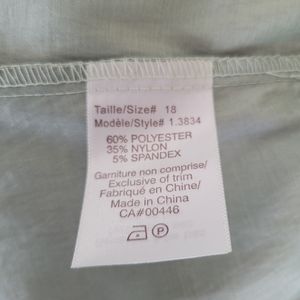 Taille/Size# 18
Modèle/Style# 1.3834
60% POLYESTER
35% NYLON
5% SPANDEX
Garniture non comprise/
Exclusive of trim
Fabriqué en Chine/
Made in China
CA#00446
P